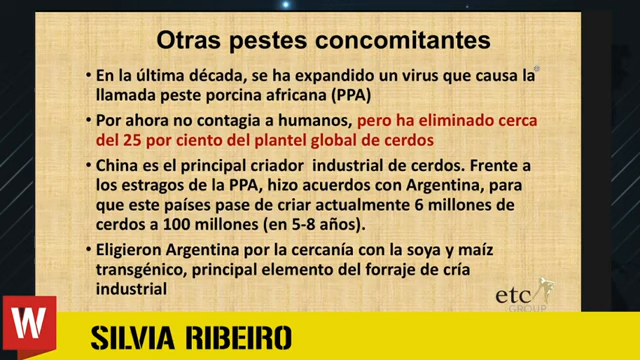 Otras pestes concomitantes
• En la última década, se ha expandido un virus que causa la
llamada peste porcina africana (PPA)
• Por ahora no contagia a humanos, pero ha eliminado cerca
del 25 por ciento del plantel global de cerdos
• China es el principal criador industrial de cerdos. Frente a
los estragos de la PPA, hizo acuerdos con Argentina, para
que este países pase de criar actualmente 6 millones de
cerdos a 100 millones (en 5-8 años).
• Eligieron Argentina por la cercanía con la soya y maíz
transgénico, principal elemento del forraje de cría
industrial
etc
GROUP
W
SILVIA RIBEIRO